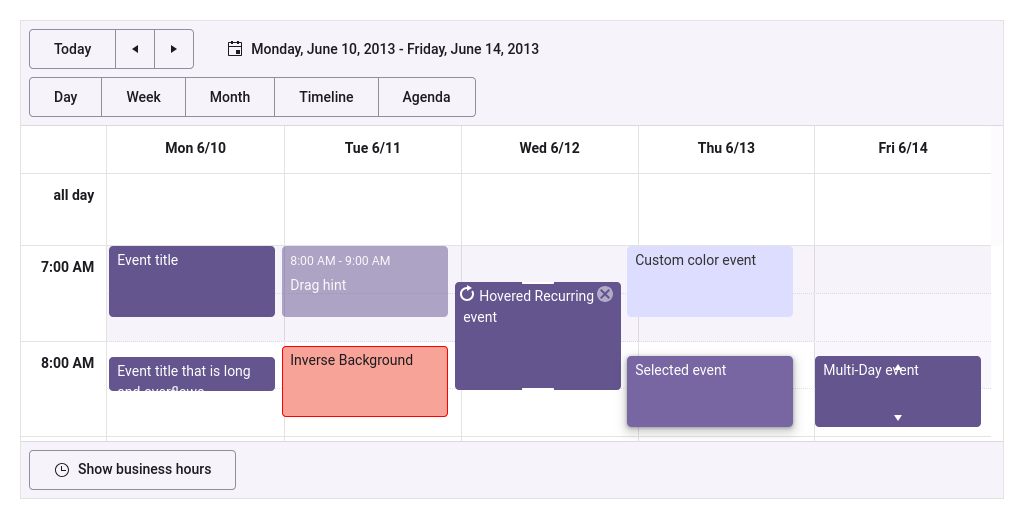 Today
Monday, June 10, 2013 - Friday, June 14, 2013
Day Week Month Timeline Agenda
Mon 6/10 Tue 6/11 Wed 6/12 Thu 6/13 Fri 6/14
all day
7:00 AM
Event title
8:00 AM - 9:00 AM
Drag hint
Hovered Recurring
event
Custom color event
8:00 AM
Event title that is long
and overflows
Inverse Background
Selected event
Multi-Day event
Show business hours